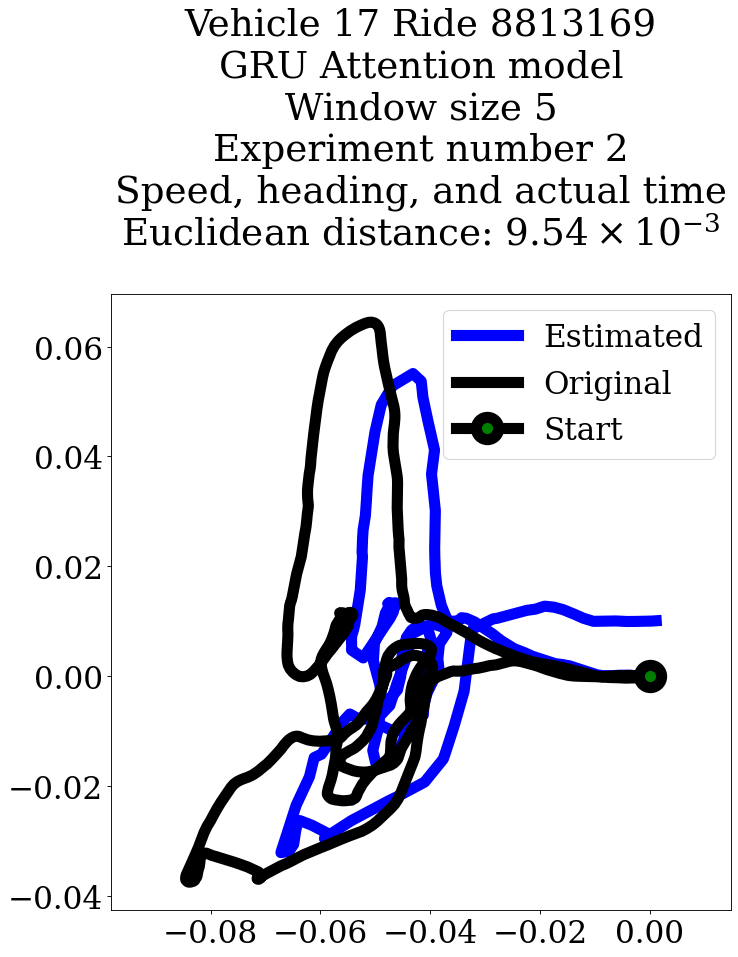 Vehicle 17 Ride 8813169
GRU Attention model
Window size 5
Experiment number 2
Speed, heading, and actual time
Euclidean distance: 9.54 × 10⁻³
Estimated
Original
Start
0.06
0.04
0.02
0.00
−0.02
−0.04
−0.08 −0.06 −0.04 −0.02 0.00